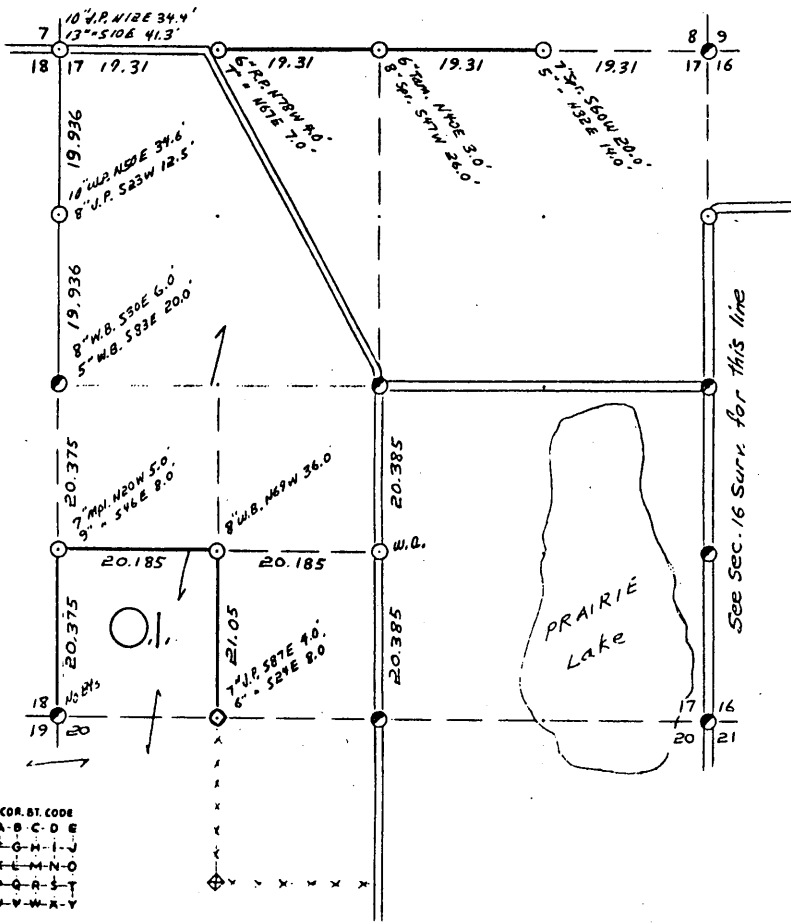 10" J.P. N12E 34.4'
13" " S10E 41.3'
7
18 17
19.31
19.31
19.31
19.31
8 9
17 16
6" R.P. N78W 9.0'
7" " N67E 7.0'
6" Tam. N40E 3.0'
8" Spr. S47W 26.0'
7" Spr. S60W 20.0'
5" " N32E 14.0'
19.936
10" W.P. N50E 34.6'
8" J.P. S23W 12.5'
19.936
8" W.B. S30E 6.0'
5" W.B. S83E 20.0'
See Sec. 16 Surv. for this line
20.375
7" Mpl. N20W 5.0'
9" " S46E 8.0'
8" W.B. N69W 36.0'
20.385
20.185
20.185
W.O.
PRAIRIE
Lake
20.375
21.05
7" J.P. S87E 4.0'
6" " S24E 8.0
20.385
18
No BTs
19 20
17 16
20 21
COR. BT. CODE
A-B-C-D E
G-H-I-J
L-M-N-O
Q-R-S-T
V-W-X-Y